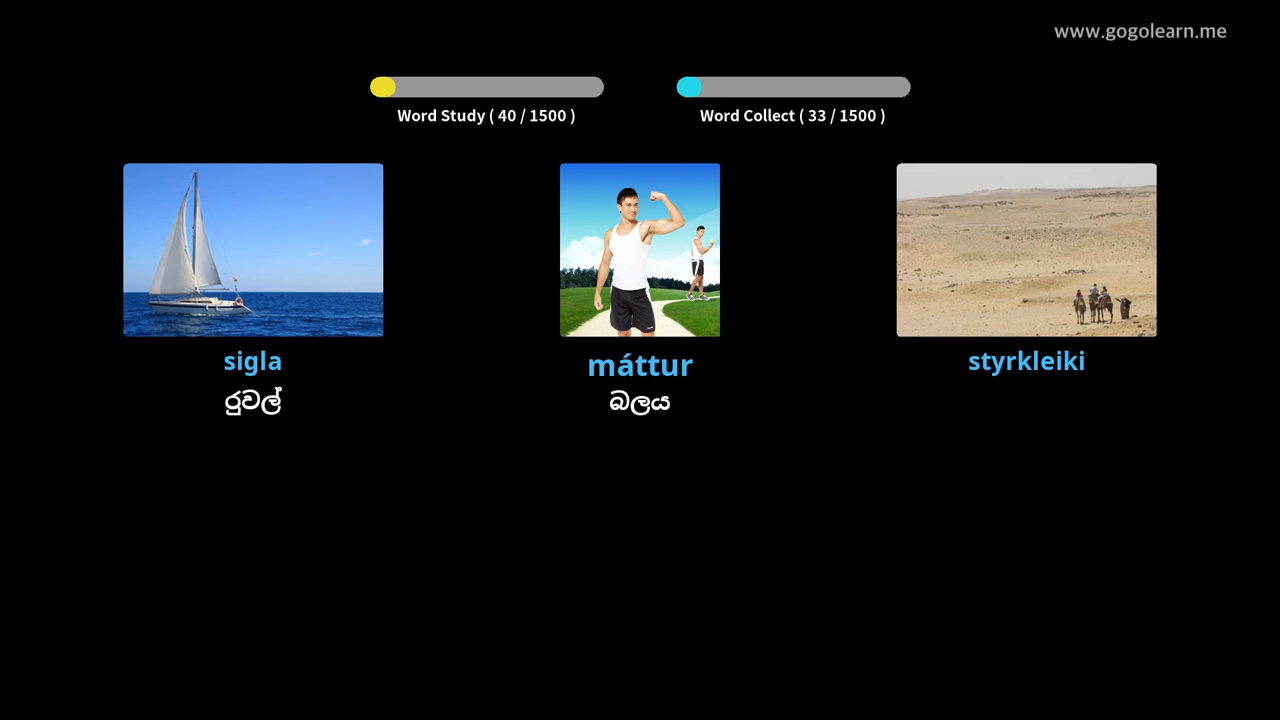 www.gogolearn.me
Word Study ( 40 / 1500 )
Word Collect ( 33 / 1500 )
sigla
රුවල්
máttur
බලය
styrkleiki